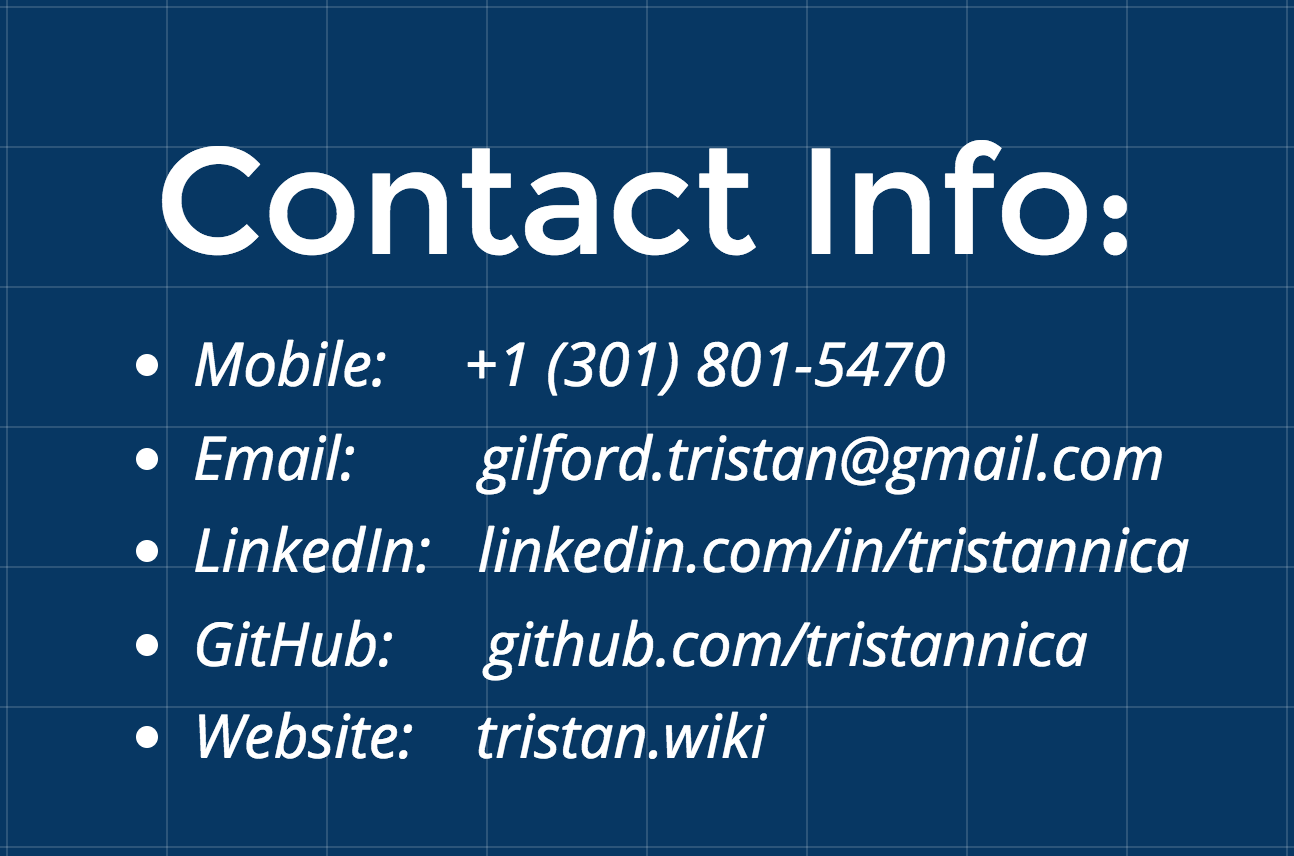 Contact Info:
• Mobile: +1 (301) 801-5470
• Email: gilford.tristan@gmail.com
• LinkedIn: linkedin.com/in/tristannica
• GitHub: github.com/tristannica
• Website: tristan.wiki